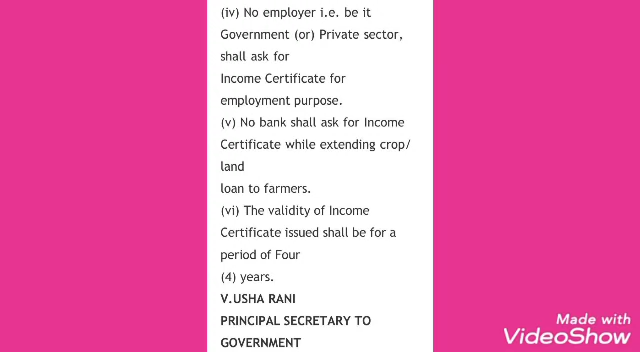 (iv) No employer i.e. be it
Government (or) Private sector,
shall ask for
Income Certificate for
employment purpose.
(v) No bank shall ask for Income
Certificate while extending crop/
land
loan to farmers.
(vi) The validity of Income
Certificate issued shall be for a
period of Four
(4) years.
V.USHA RANI
PRINCIPAL SECRETARY TO
GOVERNMENT
Made with
VideoShow